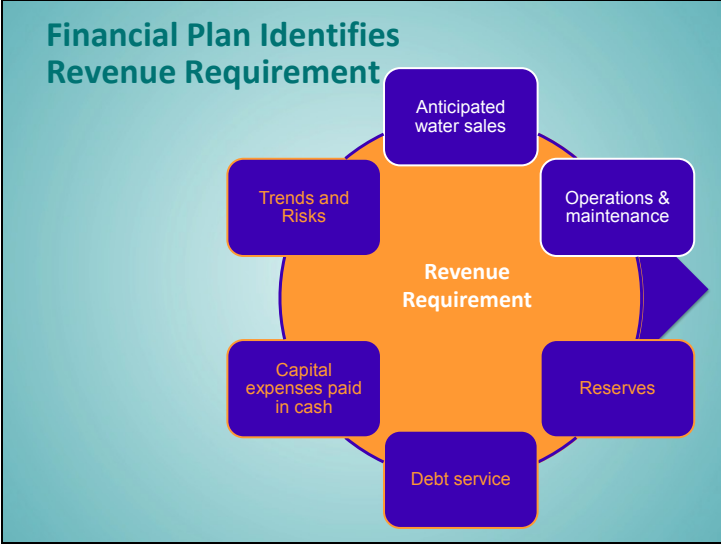 Financial Plan Identifies
Revenue Requirement
Anticipated
water sales
Operations &
maintenance
Reserves
Debt service
Capital
expenses paid
in cash
Trends and
Risks
Revenue
Requirement